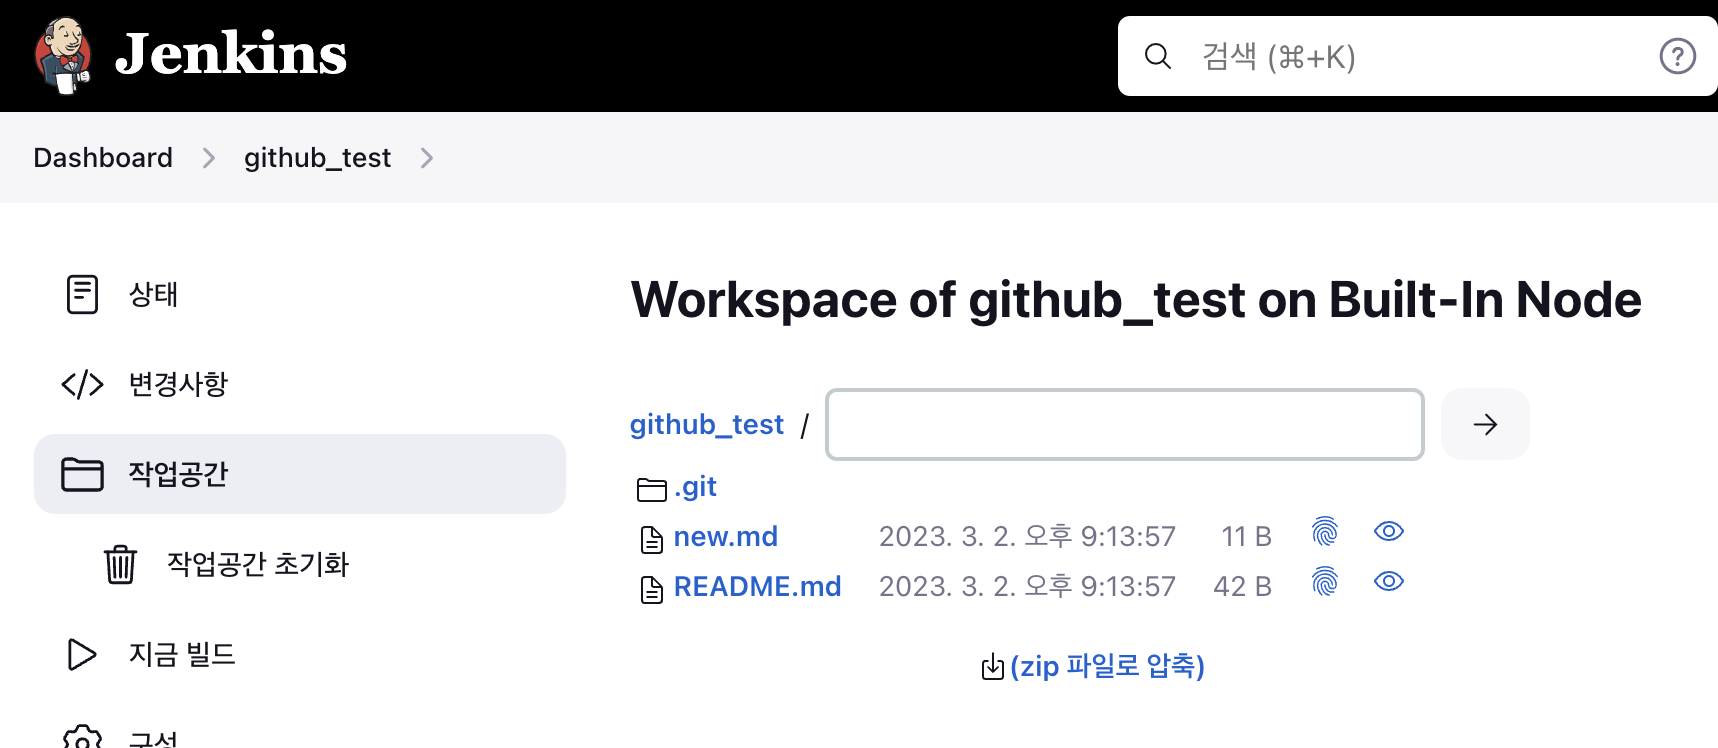 Jenkins
검색 (⌘+K)
Dashboard
github_test
상태
변경사항
작업공간
작업공간 초기화
지금 빌드
구성
Workspace of github_test on Built-In Node
github_test /
.git
new.md 2023. 3. 2. 오후 9:13:57 11 B
README.md 2023. 3. 2. 오후 9:13:57 42 B
(zip 파일로 압축)